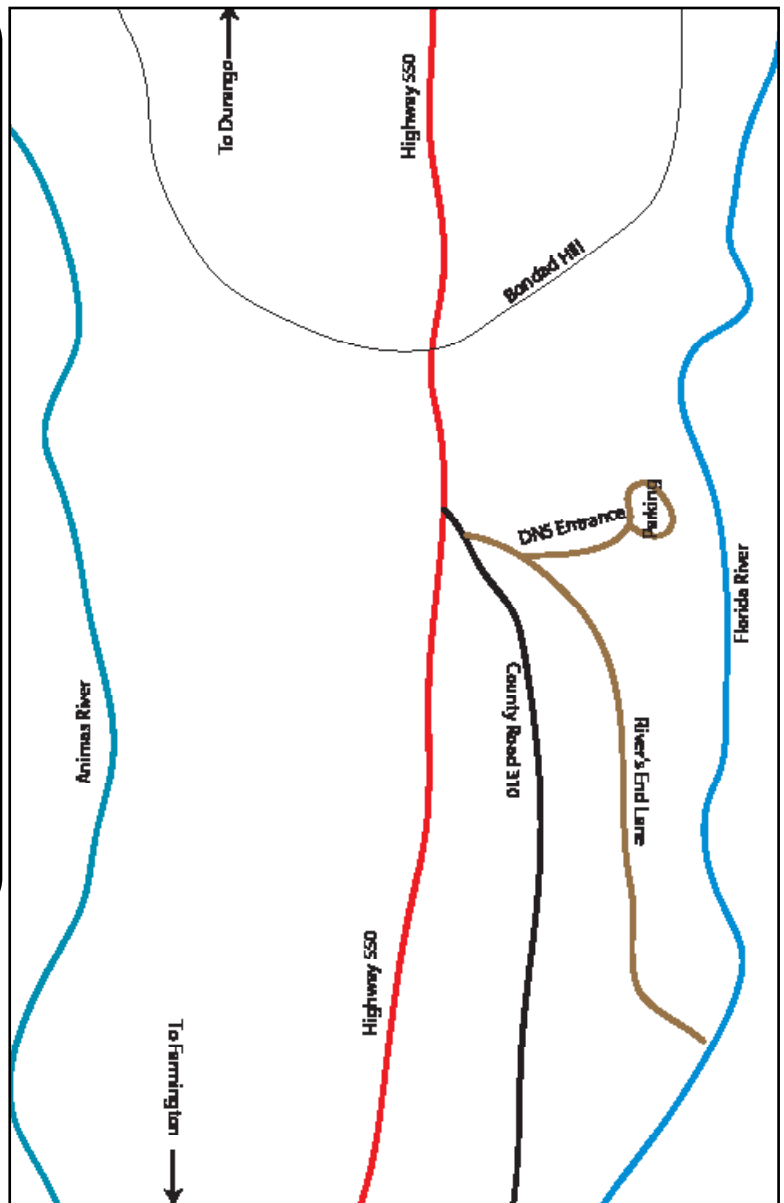 To Durango
Highway 550
Bondad Hill
Parking
DNS Entrance
Florida River
County Road 310
River's End Lane
Animas River
Highway 550
To Farmington